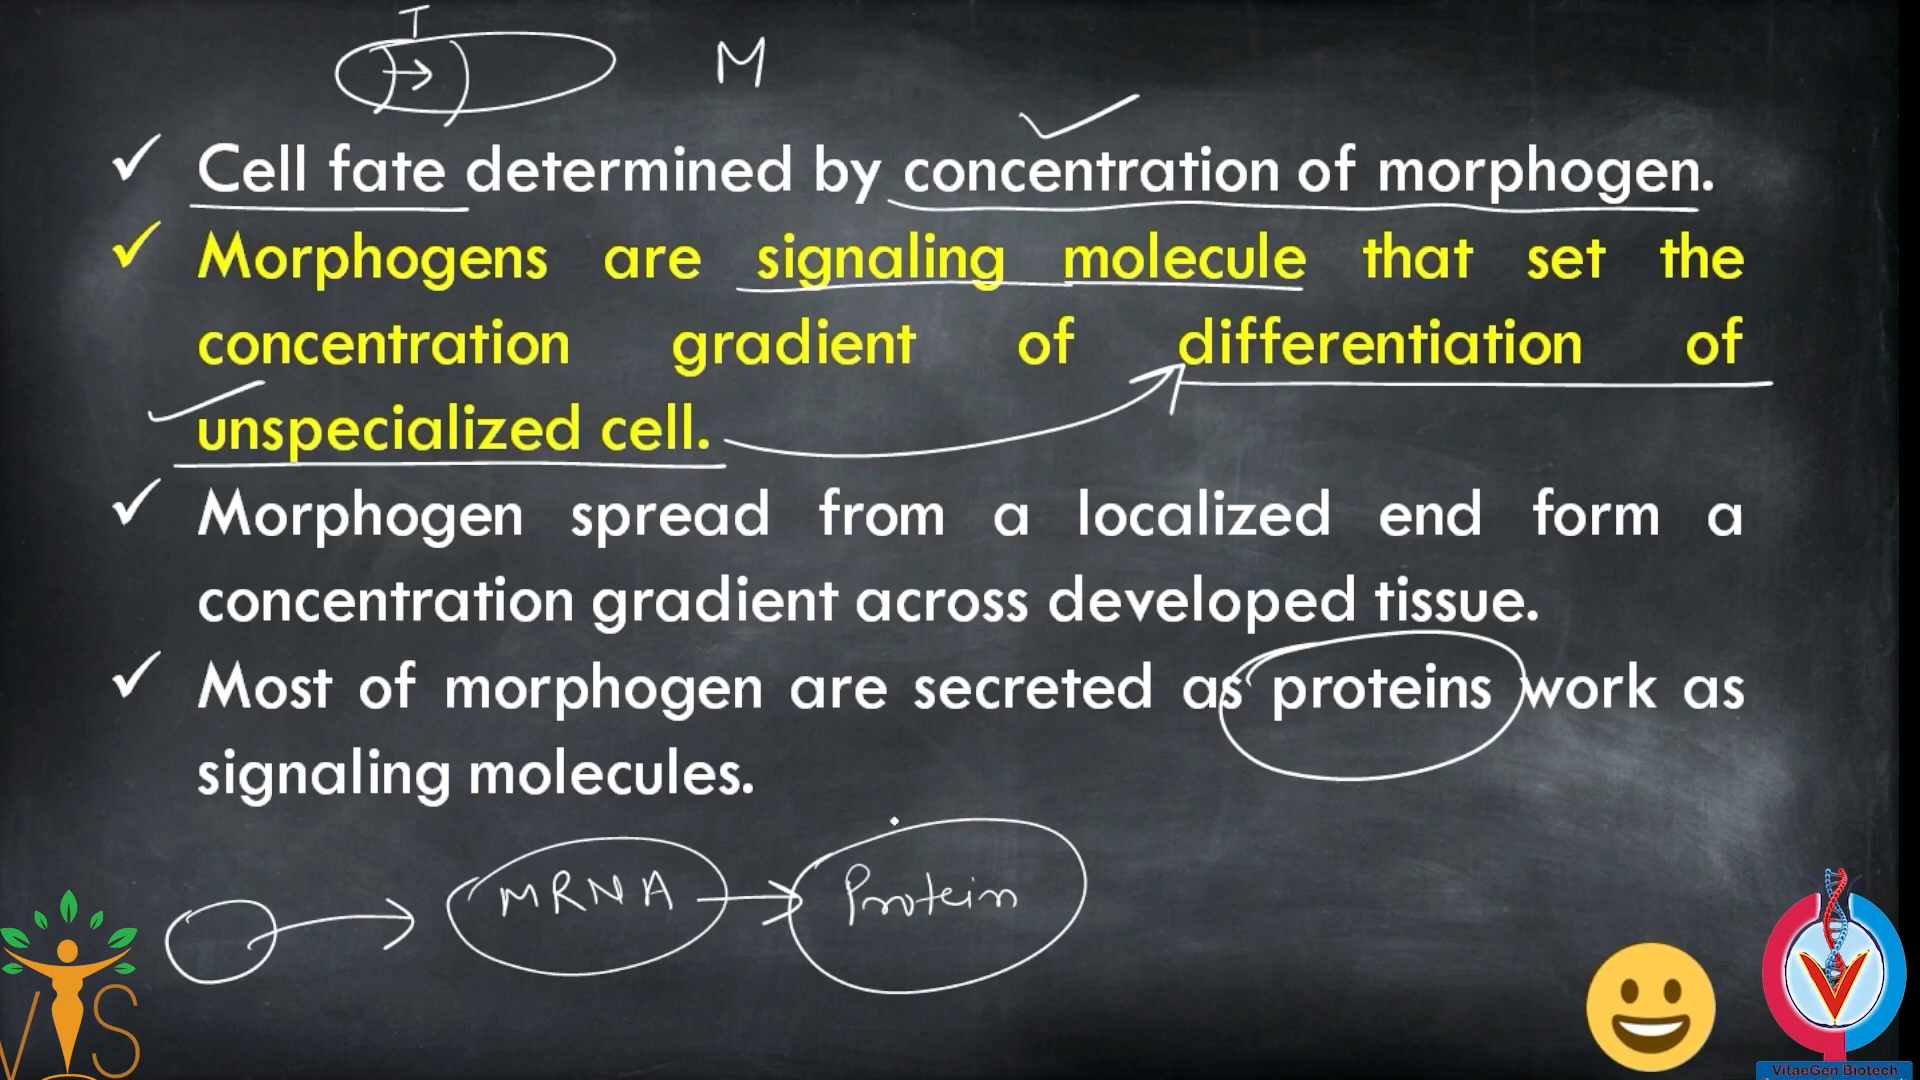 T
M
✓ Cell fate determined by concentration of morphogen.
✓ Morphogens are signaling molecule that set the
concentration gradient of differentiation of
unspecialized cell.
✓ Morphogen spread from a localized end form a
concentration gradient across developed tissue.
✓ Most of morphogen are secreted as proteins work as
signaling molecules.
MRNA Protein
V S
V
VitaeGen Biotech